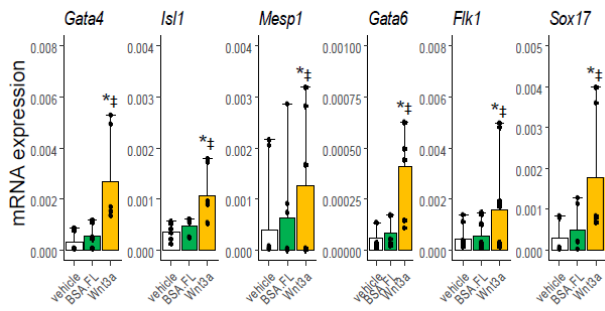 Gata4 Isl1 Mesp1 Gata6 Flk1 Sox17
mRNA expression
0.008
0.006
0.004
0.002
0.000
*‡
vehicle
BSA.FL
Wnt3a
0.004
0.003
0.002
0.001
0.000
*‡
vehicle
BSA.FL
Wnt3a
0.004
0.003
0.002
0.001
0.000
*‡
vehicle
BSA.FL
Wnt3a
0.00100
0.00075
0.00050
0.00025
0.00000
*‡
vehicle
BSA.FL
Wnt3a
0.008
0.006
0.004
0.002
0.000
*‡
vehicle
BSA.FL
Wnt3a
0.005
0.004
0.003
0.002
0.001
0.000
*‡
vehicle
BSA.FL
Wnt3a